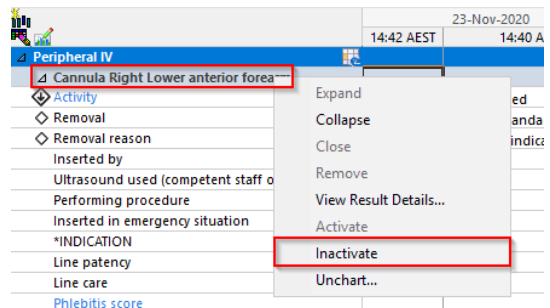 23-Nov-2020
14:42 AEST
14:40 A
Peripheral IV
Cannula Right Lower anterior forea
Activity
Removal
Removal reason
Inserted by
Ultrasound used (competent staff o
Performing procedure
Inserted in emergency situation
*INDICATION
Line patency
Line care
Phlebitis score
Expand
Collapse
Close
Remove
View Result Details...
Activate
Inactivate
Unchart...
ed
anda
indica